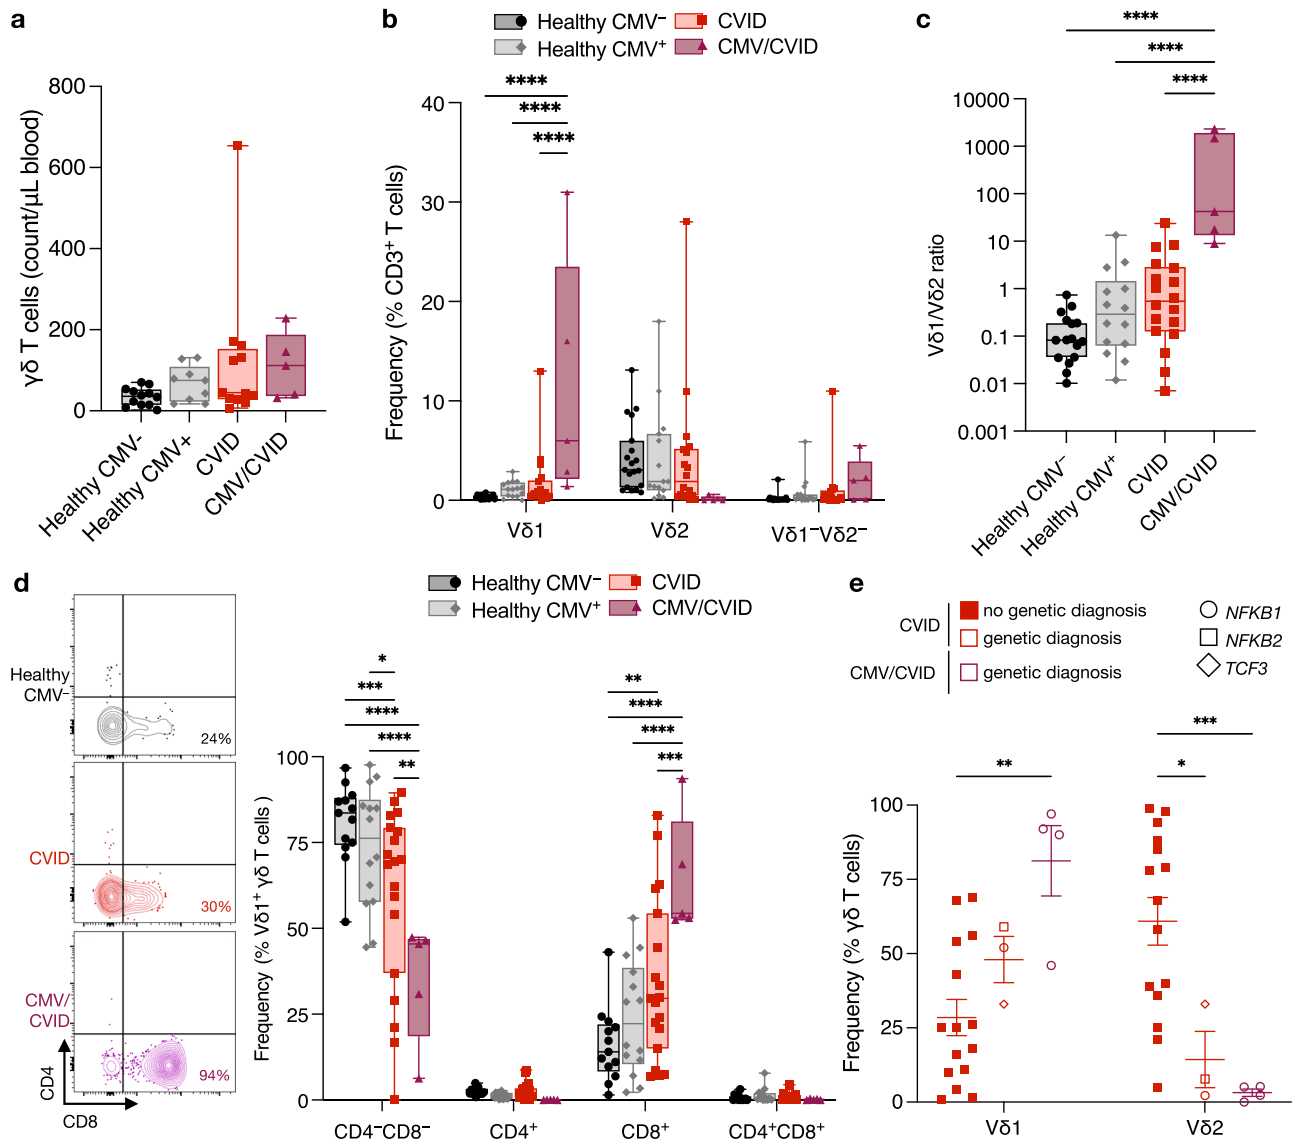 a
γδ T cells (count/μL blood)
800
600
400
200
0
Healthy CMV-
Healthy CMV+
CVID
CMV/CVID
b
Healthy CMV⁻
CVID
Healthy CMV⁺
CMV/CVID
****
****
****
Frequency (% CD3⁺ T cells)
40
30
20
10
0
Vδ1
Vδ2
Vδ1⁻Vδ2⁻
c
****
****
****
Vδ1/Vδ2 ratio
10000
1000
100
10
1
0.1
0.01
0.001
Healthy CMV⁻
Healthy CMV⁺
CVID
CMV/CVID
d
Healthy
CMV⁻
24%
CVID
30%
CMV/
CVID
94%
CD4
CD8
Healthy CMV⁻
CVID
Healthy CMV⁺
CMV/CVID
*
***
****
****
**
**
****
****
***
Frequency (% Vδ1⁺ γδ T cells)
100
75
50
25
0
CD4⁻CD8⁻
CD4⁺
CD8⁺
CD4⁺CD8⁺
e
CVID
no genetic diagnosis
genetic diagnosis
CMV/CVID
genetic diagnosis
NFKB1
NFKB2
TCF3
**
***
*
Frequency (% γδ T cells)
100
75
50
25
0
Vδ1
Vδ2